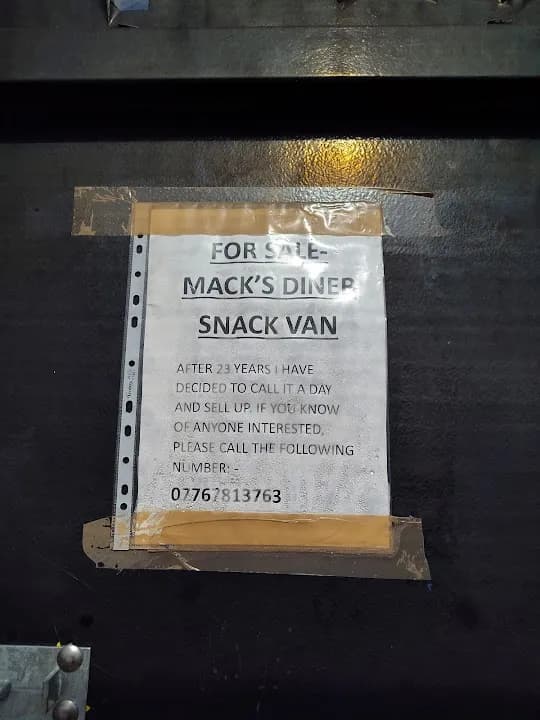 FOR SALE-
MACK'S DINER
SNACK VAN
AFTER 23 YEARS I HAVE
DECIDED TO CALL IT A DAY
AND SELL UP. IF YOU KNOW
OF ANYONE INTERESTED,
PLEASE CALL THE FOLLOWING
NUMBER: -
07767813763